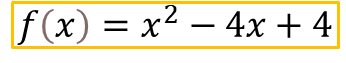 f(x) = x² − 4x + 4